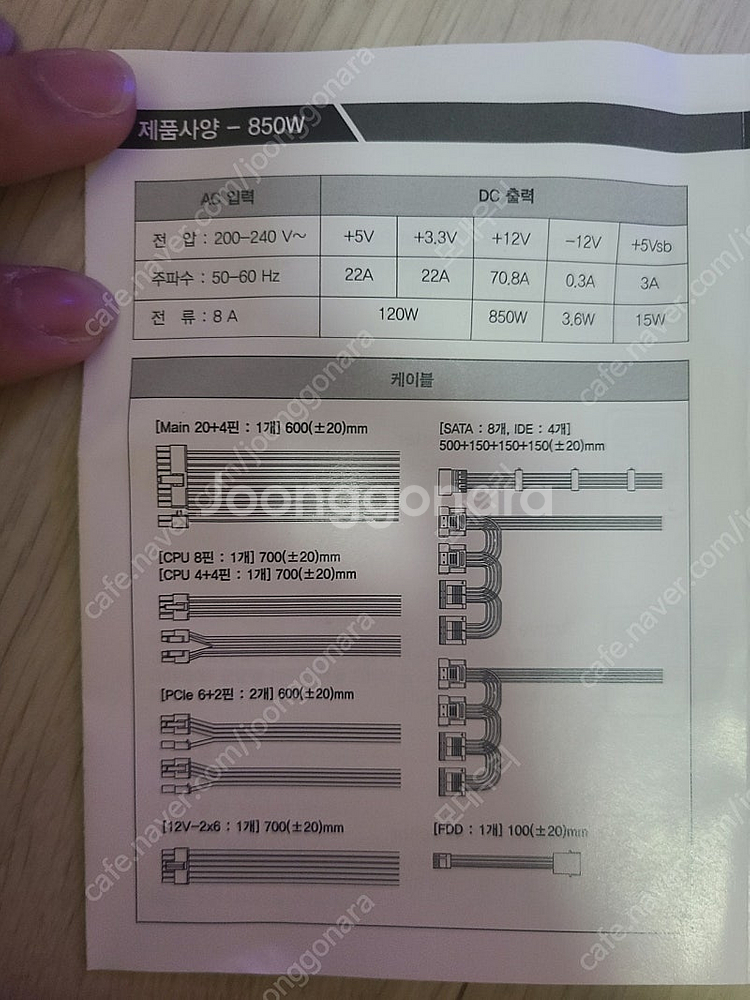 제품사양 - 850W
AC 입력 DC 출력
전 압 : 200-240 V~ +5V +3.3V +12V -12V +5Vsb
주파수 : 50-60 Hz 22A 22A 70.8A 0.3A 3A
전 류 : 8 A 120W 850W 3.6W 15W
케이블
[Main 20+4핀 : 1개] 600(±20)mm
[CPU 8핀 : 1개] 700(±20)mm
[CPU 4+4핀 : 1개] 700(±20)mm
[PCIe 6+2핀 : 2개] 600(±20)mm
[12V-2x6 : 1개] 700(±20)mm
[SATA : 8개, IDE : 4개]
500+150+150+150(±20)mm
[FDD : 1개] 100(±20)mm
Joonggonara
cafe.naver.com/joonggonara